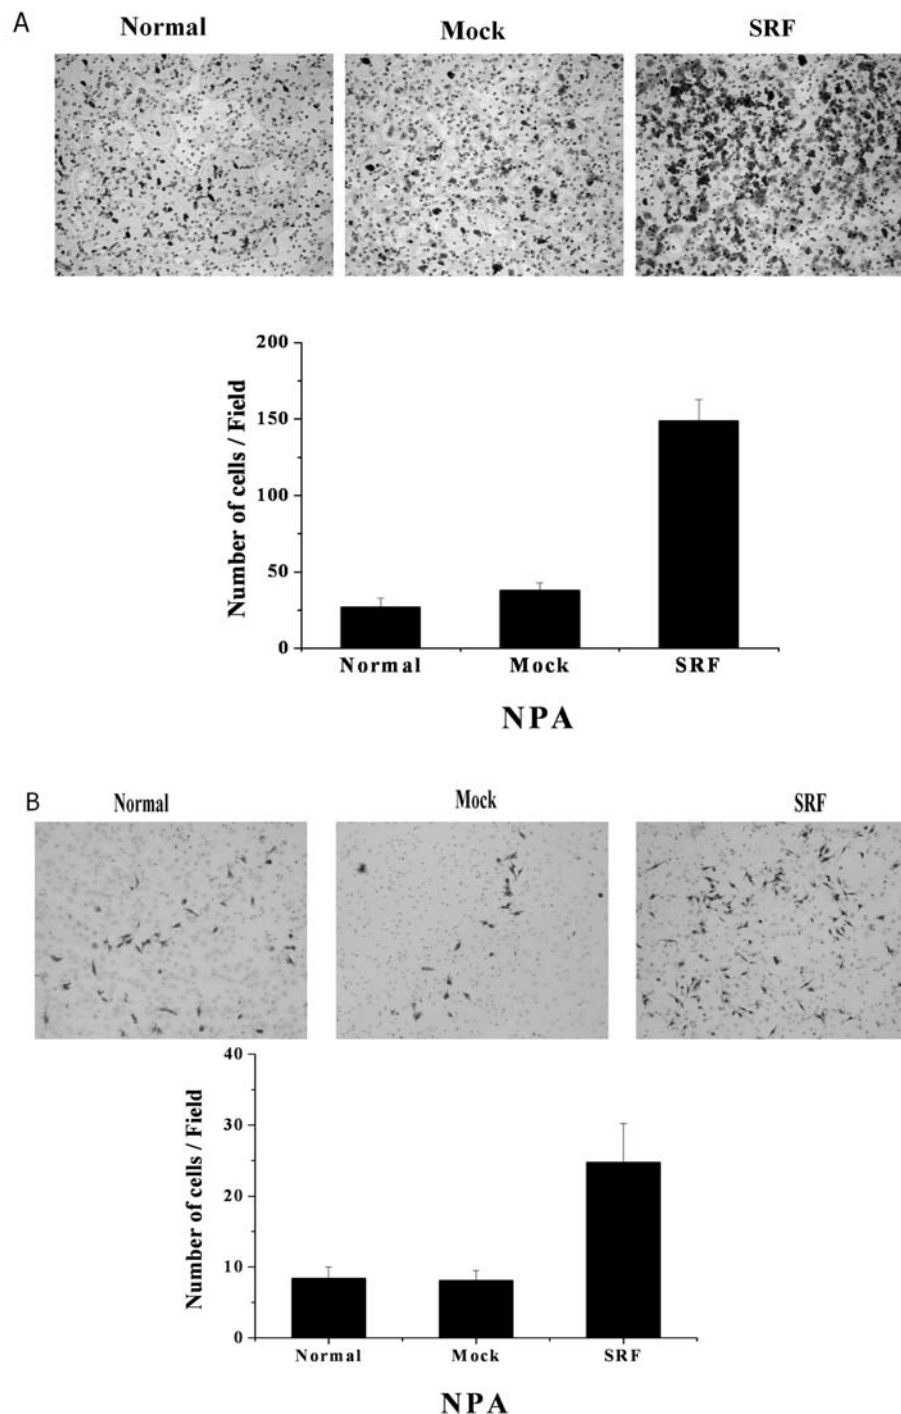 A
Normal Mock SRF
200
150
100
50
0
Number of cells / Field
Normal Mock SRF
NPA
B
Normal Mock SRF
40
30
20
10
0
Number of cells / Field
Normal Mock SRF
NPA